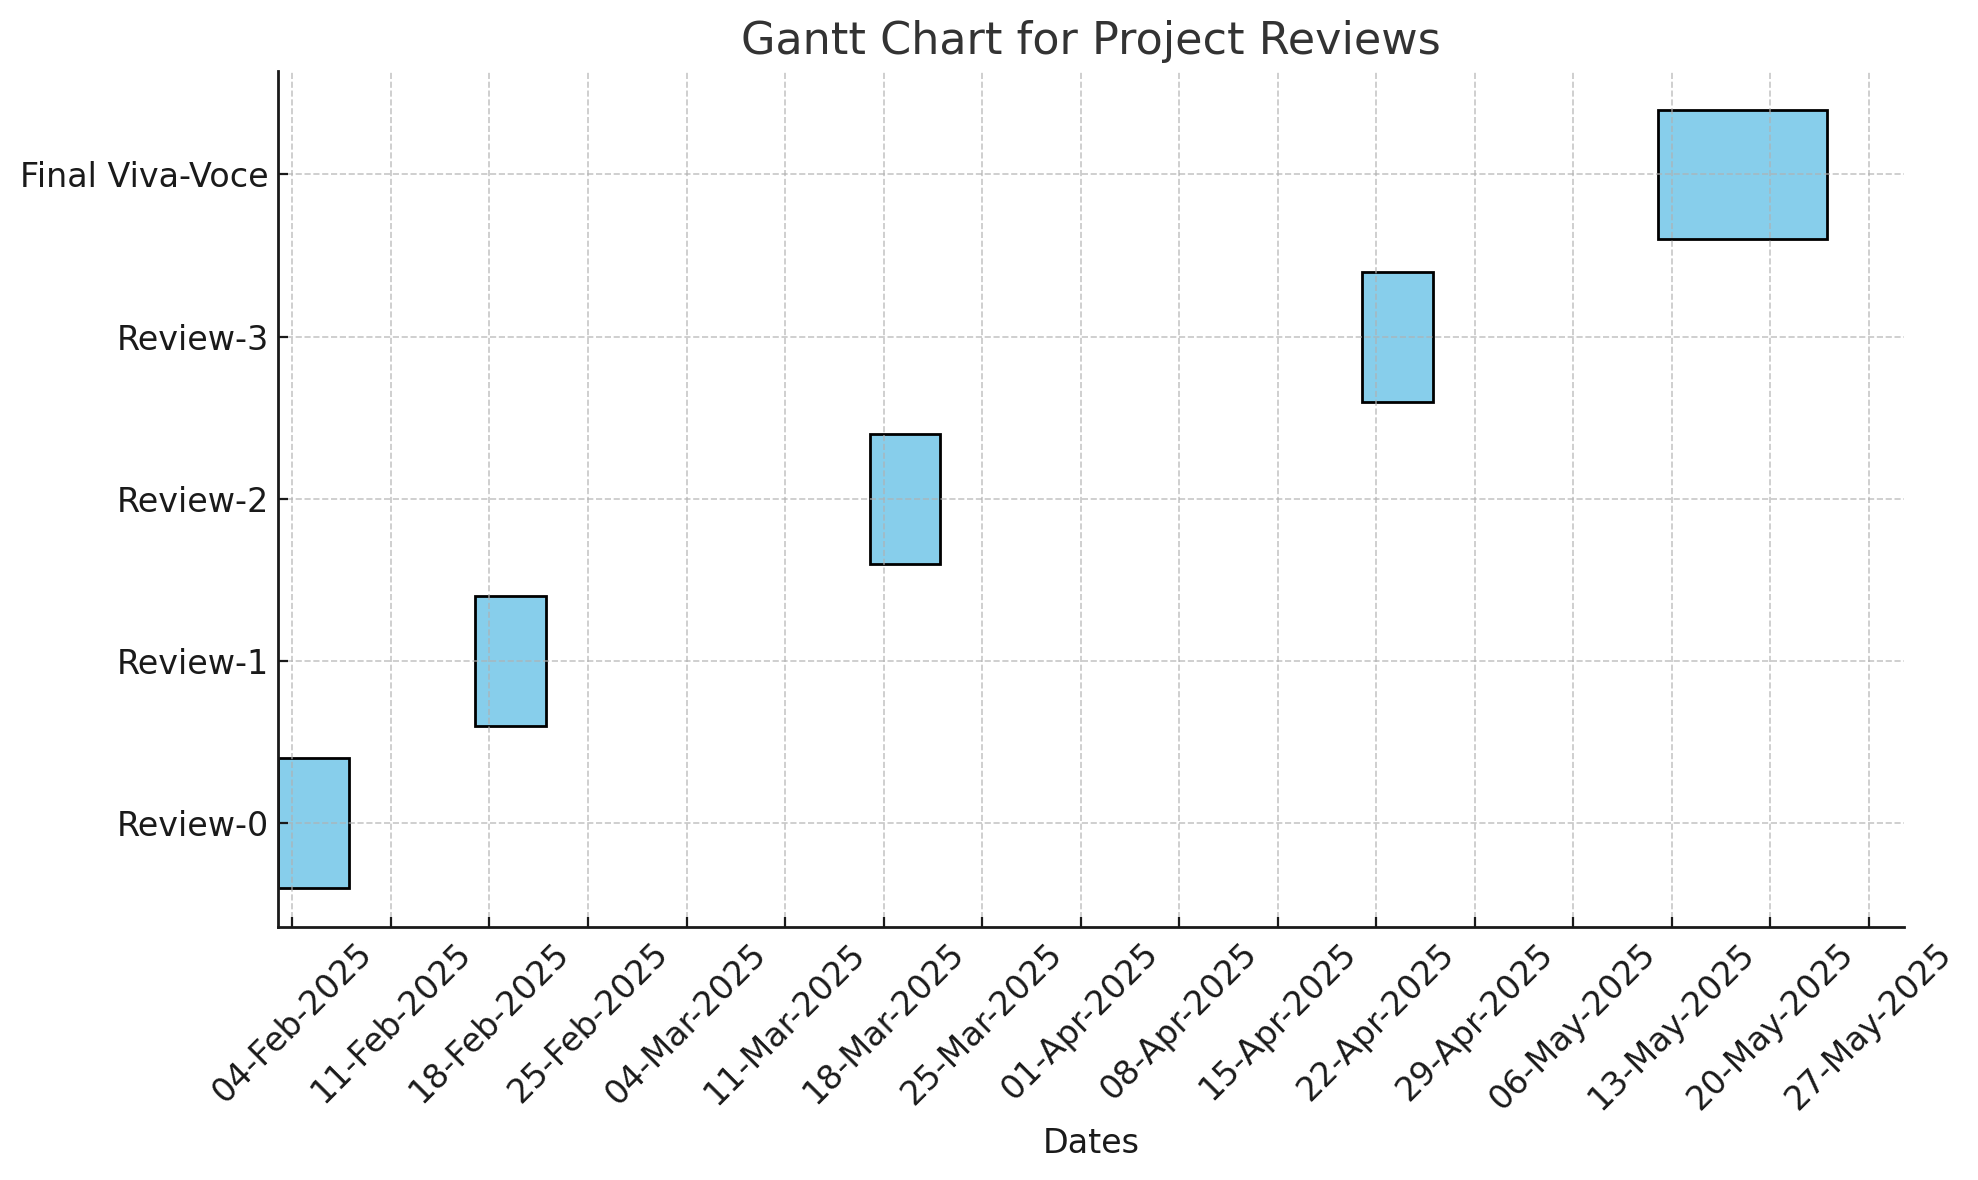 Gantt Chart for Project Reviews
Final Viva-Voce
Review-3
Review-2
Review-1
Review-0
04-Feb-2025
11-Feb-2025
18-Feb-2025
25-Feb-2025
04-Mar-2025
11-Mar-2025
18-Mar-2025
25-Mar-2025
01-Apr-2025
08-Apr-2025
15-Apr-2025
22-Apr-2025
29-Apr-2025
06-May-2025
13-May-2025
20-May-2025
27-May-2025
Dates